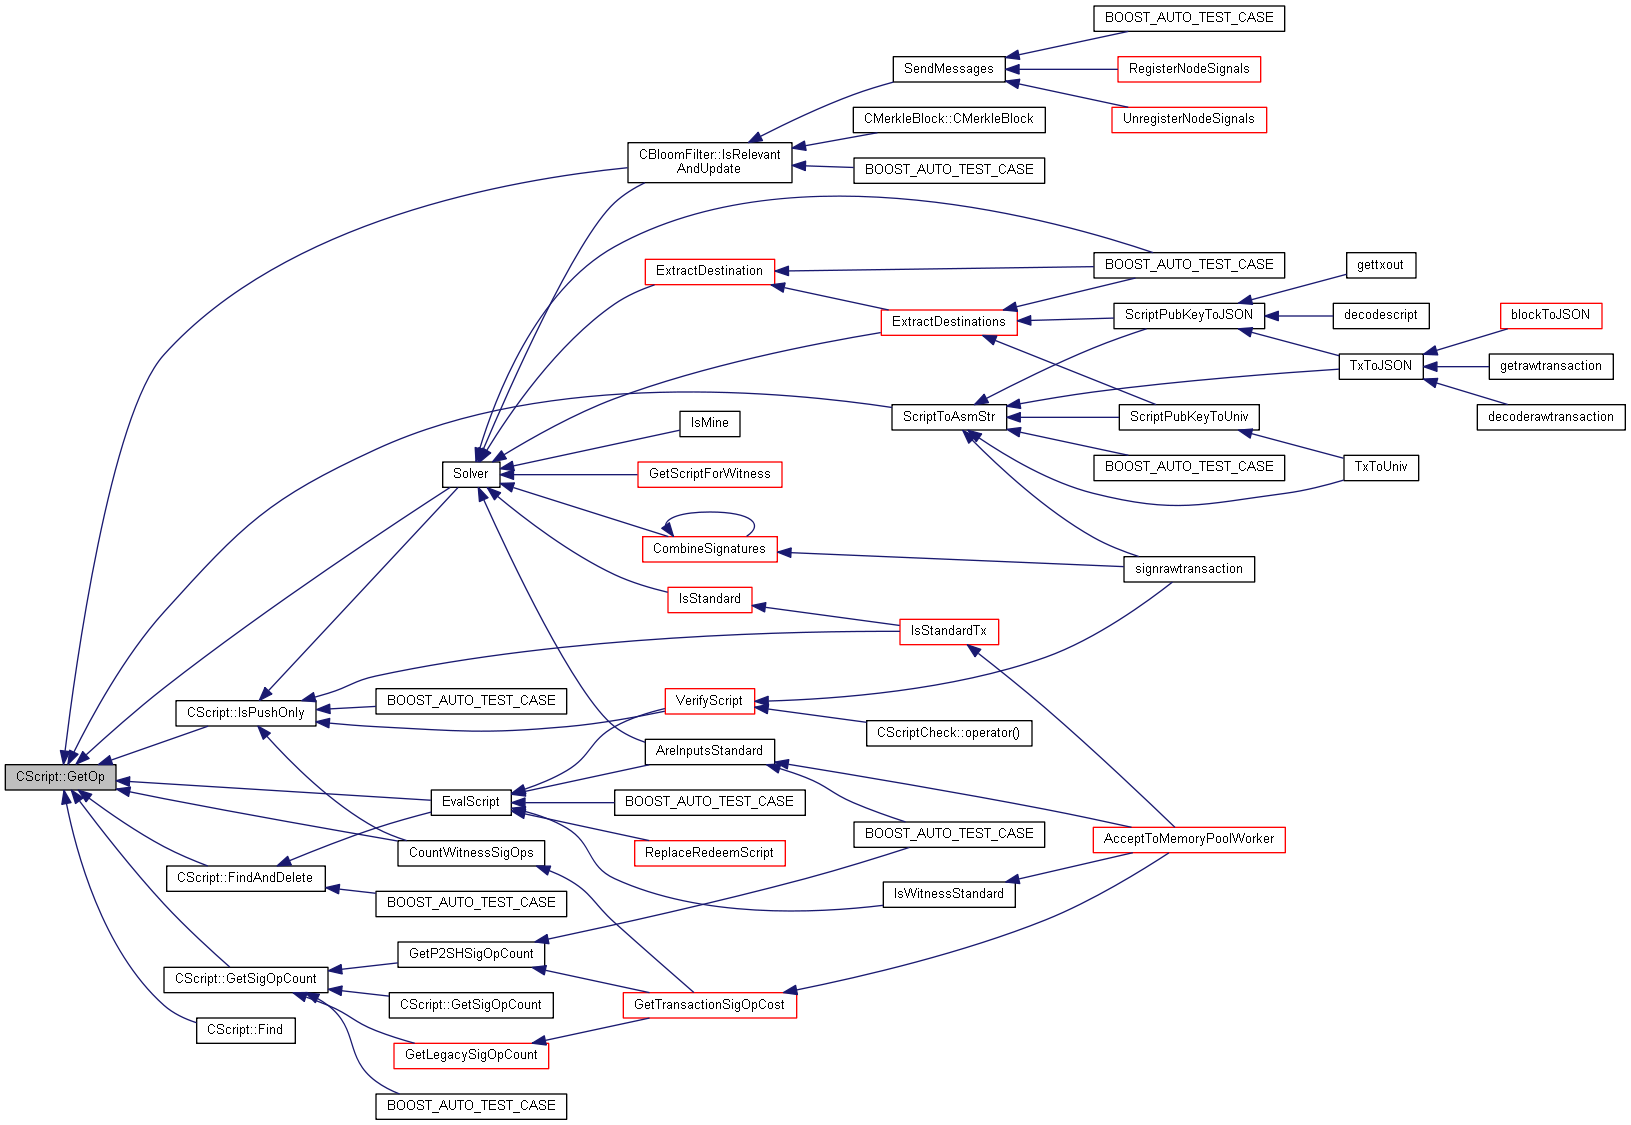 BOOST_AUTO_TEST_CASE
SendMessages
RegisterNodeSignals
UnregisterNodeSignals
CMerkleBlock::CMerkleBlock
CBloomFilter::IsRelevant
AndUpdate
BOOST_AUTO_TEST_CASE
ExtractDestination
BOOST_AUTO_TEST_CASE
gettxout
ExtractDestinations
ScriptPubKeyToJSON
decodescript
blockToJSON
TxToJSON
getrawtransaction
ScriptToAsmStr
ScriptPubKeyToUniv
decoderawtransaction
IsMine
Solver
GetScriptForWitness
BOOST_AUTO_TEST_CASE
TxToUniv
CombineSignatures
signrawtransaction
IsStandard
IsStandardTx
CScript::IsPushOnly
BOOST_AUTO_TEST_CASE
VerifyScript
CScriptCheck::operator()
AreInputsStandard
CScript::GetOp
EvalScript
BOOST_AUTO_TEST_CASE
BOOST_AUTO_TEST_CASE
AcceptToMemoryPoolWorker
CountWitnessSigOps
ReplaceRedeemScript
CScript::FindAndDelete
IsWitnessStandard
BOOST_AUTO_TEST_CASE
GetP2SHSigOpCount
CScript::GetSigOpCount
CScript::GetSigOpCount
GetTransactionSigOpCost
CScript::Find
GetLegacySigOpCount
BOOST_AUTO_TEST_CASE